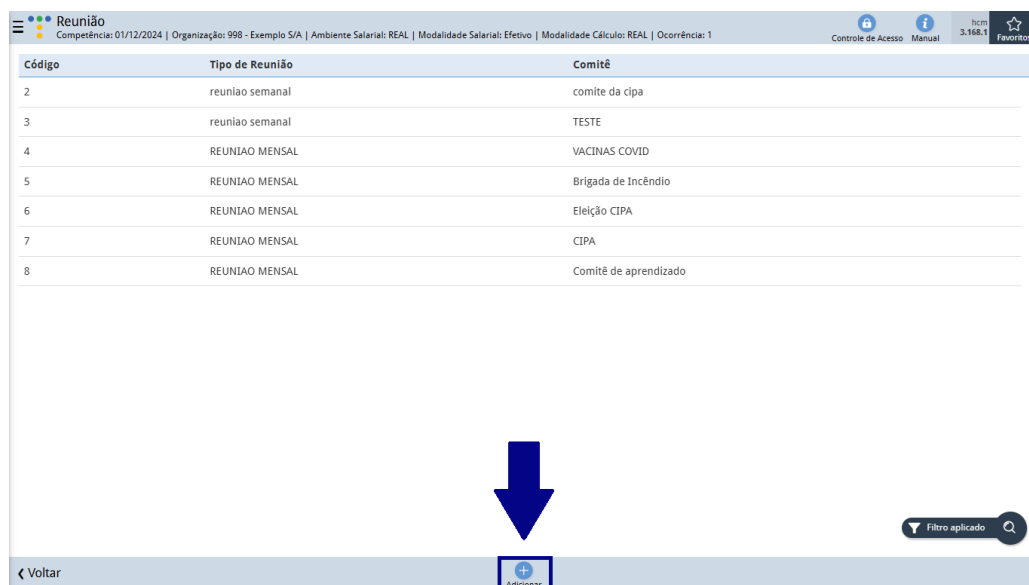 Reunião
Competência: 01/12/2024 | Organização: 998 - Exemplo S/A | Ambiente Salarial: REAL | Modalidade Salarial: Efetivo | Modalidade Cálculo: REAL | Ocorrência: 1
Controle de Acesso
Manual
hcm
3.168.1
Favoritos
Código Tipo de Reunião Comitê
2 reuniao semanal comite da cipa
3 reuniao semanal TESTE
4 REUNIAO MENSAL VACINAS COVID
5 REUNIAO MENSAL Brigada de Incêndio
6 REUNIAO MENSAL Eleição CIPA
7 REUNIAO MENSAL CIPA
8 REUNIAO MENSAL Comitê de aprendizado
Filtro aplicado
Voltar
Adicionar